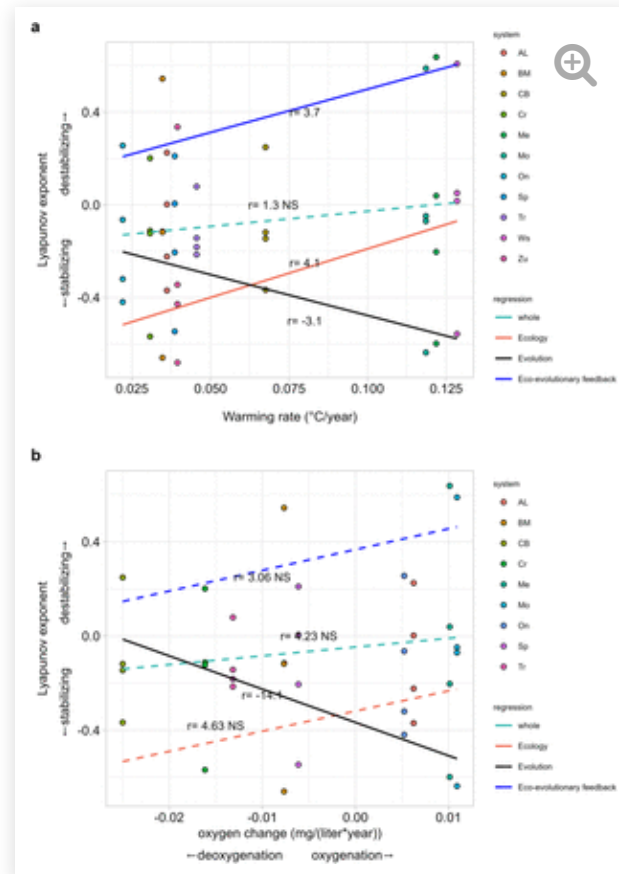 a
system
AL
BM
CB
Cr
Me
Mo
On
Sp
Tr
Ws
Zu
regression
whole
Ecology
Evolution
Eco-evolutionary feedback
Lyapunov exponent
←stabilizing destabilizing→
0.4
0.0
-0.4
r= 3.7
r= 1.3 NS
r= 4.1
r= -3.1
0.025 0.050 0.075 0.100 0.125
Warming rate (°C/year)
b
system
AL
BM
CB
Cr
Me
Mo
On
Sp
Tr
regression
whole
Ecology
Evolution
Eco-evolutionary feedback
Lyapunov exponent
←stabilizing destabilizing→
0.4
0.0
-0.4
r= 3.06 NS
r= 4.23 NS
r= -14.1
r= 4.63 NS
-0.02 -0.01 0.00 0.01
oxygen change (mg/(liter*year))
←deoxygenation oxygenation→